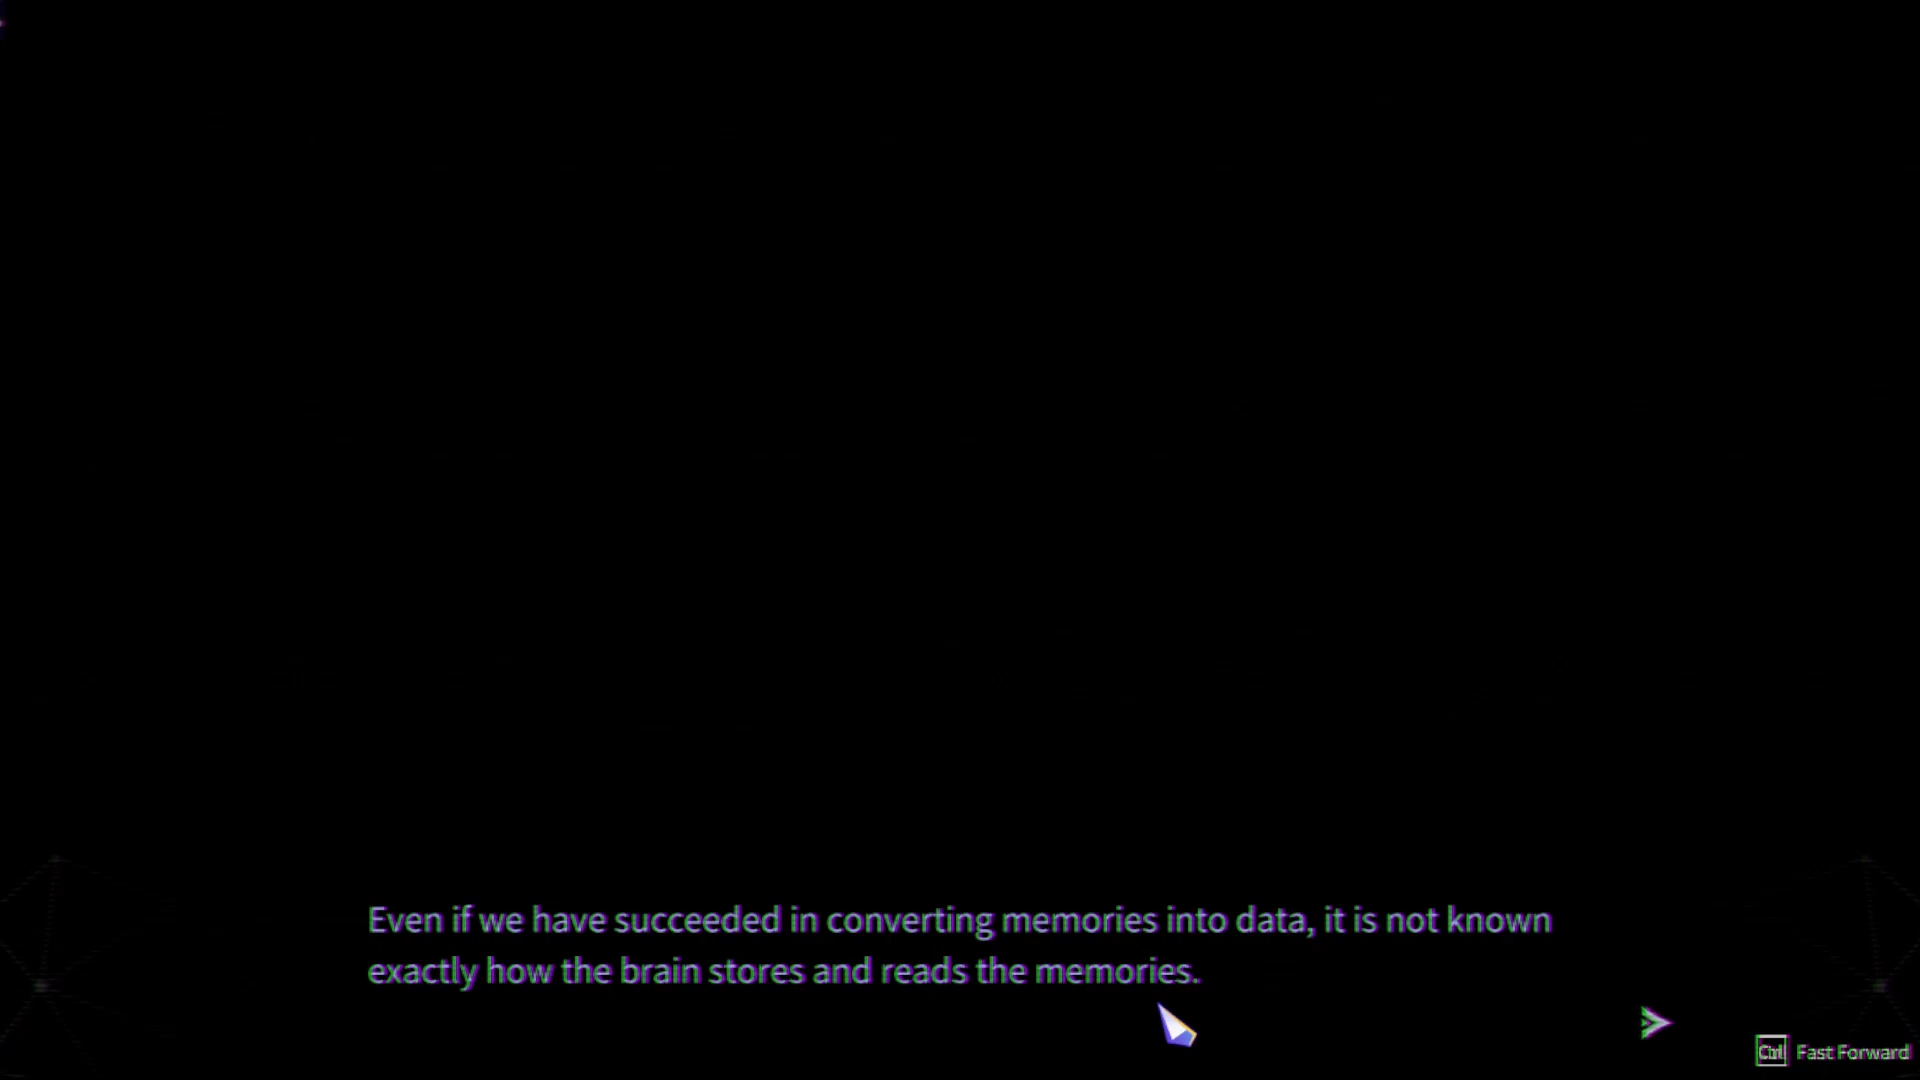 Even if we have succeeded in converting memories into data, it is not known
exactly how the brain stores and reads the memories.
Ctrl Fast Forward